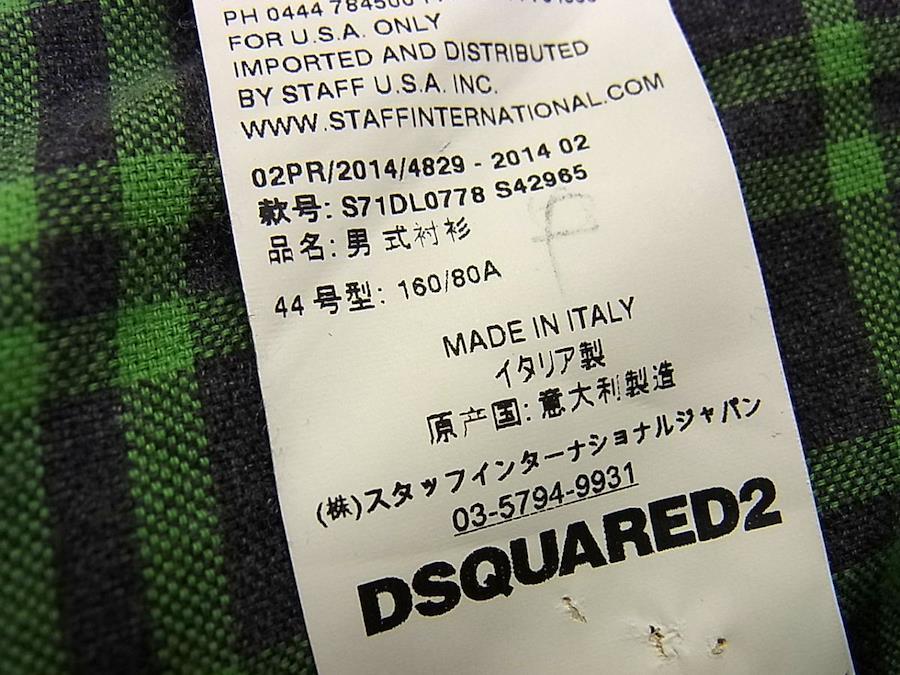 PH 0444 784500
FOR U.S.A. ONLY
IMPORTED AND DISTRIBUTED
BY STAFF U.S.A. INC.
WWW.STAFFINTERNATIONAL.COM
02PR/2014/4829 - 2014 02
款号: S71DL0778 S42965
品名: 男式衬衫
44 号型: 160/80A
MADE IN ITALY
イタリア製
原产国: 意大利製造
(株)スタッフインターナショナルジャパン
03-5794-9931
DSQUARED2